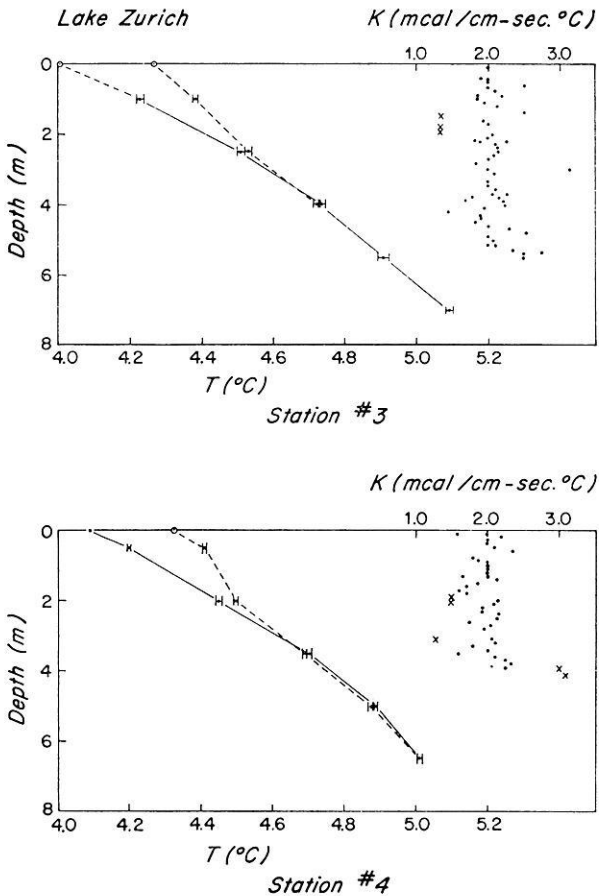 Lake Zurich
K (mcal/cm-sec.°C)
1.0 2.0 3.0
0
2
4
6
8
Depth (m)
4.0 4.2 4.4 4.6 4.8 5.0 5.2
T (°C)
Station #3
K (mcal/cm-sec.°C)
1.0 2.0 3.0
0
2
4
6
8
Depth (m)
4.0 4.2 4.4 4.6 4.8 5.0 5.2
T (°C)
Station #4